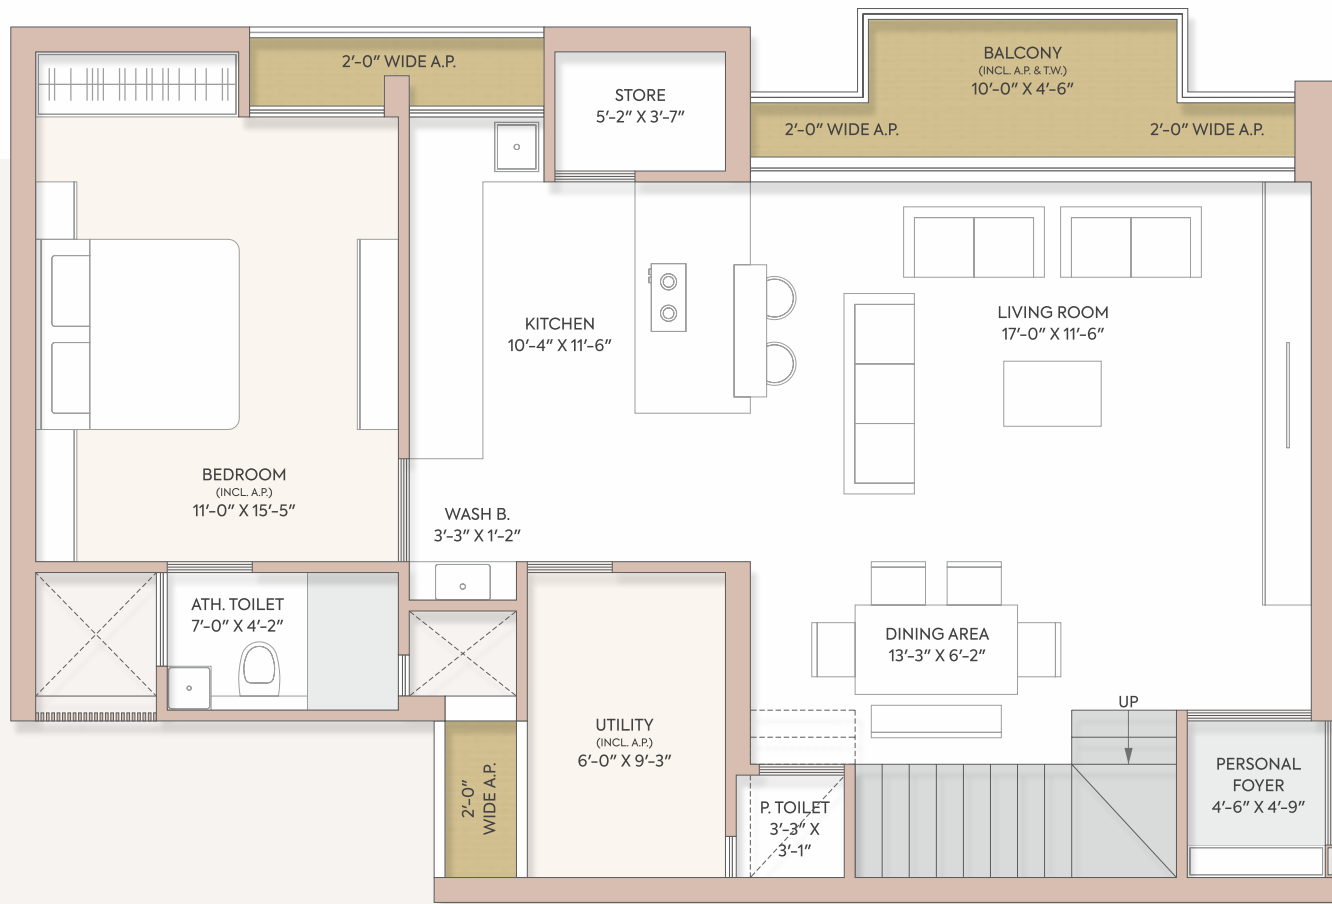 2'-0" WIDE A.P.
STORE
5'-2" X 3'-7"
BALCONY
(INCL. A.P. & T.W.)
10'-0" X 4'-6"
2'-0" WIDE A.P.
2'-0" WIDE A.P.
KITCHEN
10'-4" X 11'-6"
LIVING ROOM
17'-0" X 11'-6"
BEDROOM
(INCL. A.P.)
11'-0" X 15'-5"
WASH B.
3'-3" X 1'-2"
ATH. TOILET
7'-0" X 4'-2"
DINING AREA
13'-3" X 6'-2"
UP
UTILITY
(INCL. A.P.)
6'-0" X 9'-3"
2'-0"
WIDE A.P.
P. TOILET
3'-3" X
3'-1"
PERSONAL
FOYER
4'-6" X 4'-9"